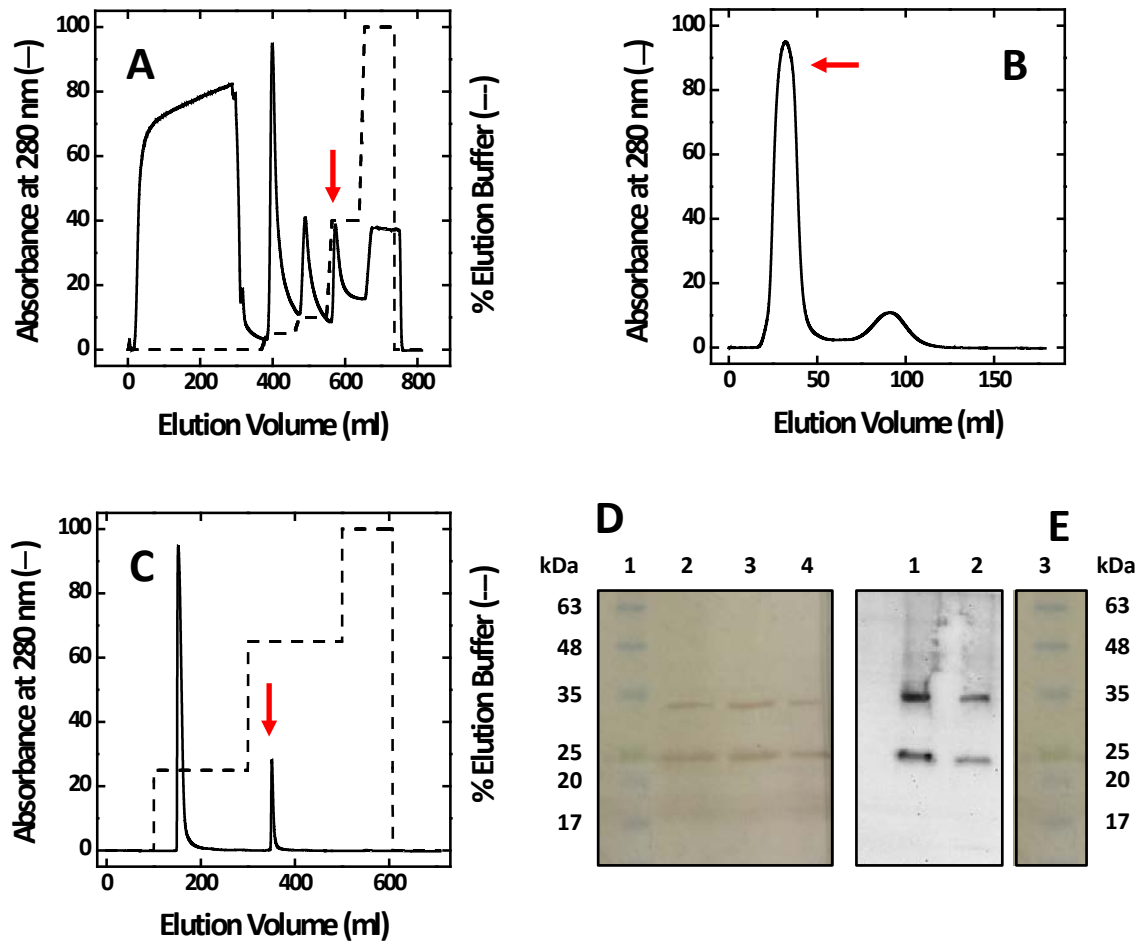 A
Absorbance at 280 nm (—)
100
80
60
40
20
0
0 200 400 600 800
Elution Volume (ml)
% Elution Buffer (---)
B
Absorbance at 280 nm (—)
100
80
60
40
20
0
0 50 100 150
Elution Volume (ml)
C
Absorbance at 280 nm (—)
100
80
60
40
20
0
0 200 400 600
Elution Volume (ml)
% Elution Buffer (---)
D
kDa 1 2 3 4
63
48
35
25
20
17
E
1 2 3 kDa
63
48
35
25
20
17